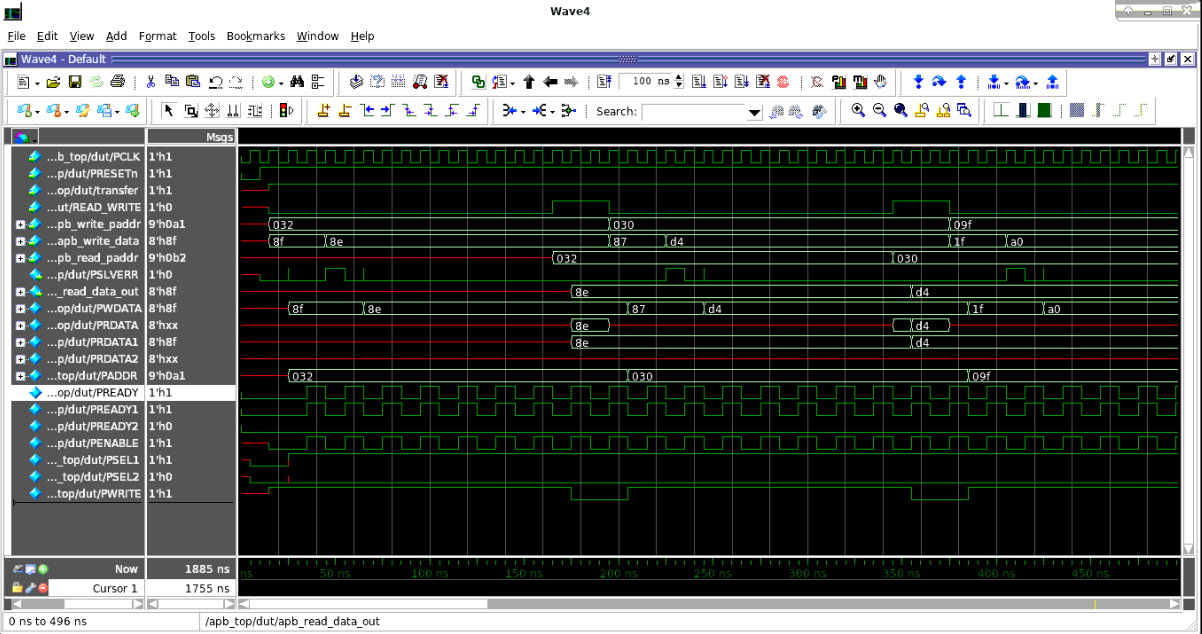 Wave4
File Edit View Add Format Tools Bookmarks Window Help
Wave4 - Default
100 ns
Search:
Msgs
...b_top/dut/PCLK 1'h1
...p/dut/PRESETn 1'h1
...op/dut/transfer 1'h1
...ut/READ_WRITE 1'h0
...pb_write_paddr 9'h0a1 032 030 09f
...apb_write_data 8'h8f 8f 8e 87 d4 1f a0
...pb_read_paddr 9'h0b2 032 030
...p/dut/PSLVERR 1'h0
..._read_data_out 8'h8f 8e d4
...op/dut/PWDATA 8'h8f 8f 8e 87 d4 1f a0
...op/dut/PRDATA 8'hxx 8e d4
...p/dut/PRDATA1 8'h8f 8e d4
...p/dut/PRDATA2 8'hxx
...top/dut/PADDR 9'h0a1 032 030 09f
...op/dut/PREADY 1'h1
...p/dut/PREADY1 1'h1
...p/dut/PREADY2 1'h0
...p/dut/PENABLE 1'h1
..._top/dut/PSEL1 1'h1
..._top/dut/PSEL2 1'h0
...top/dut/PWRITE 1'h1
Now 1885 ns ns 50 ns 100 ns 150 ns 200 ns 250 ns 300 ns 350 ns 400 ns 450 ns
Cursor 1 1755 ns
0 ns to 496 ns /apb_top/dut/apb_read_data_out